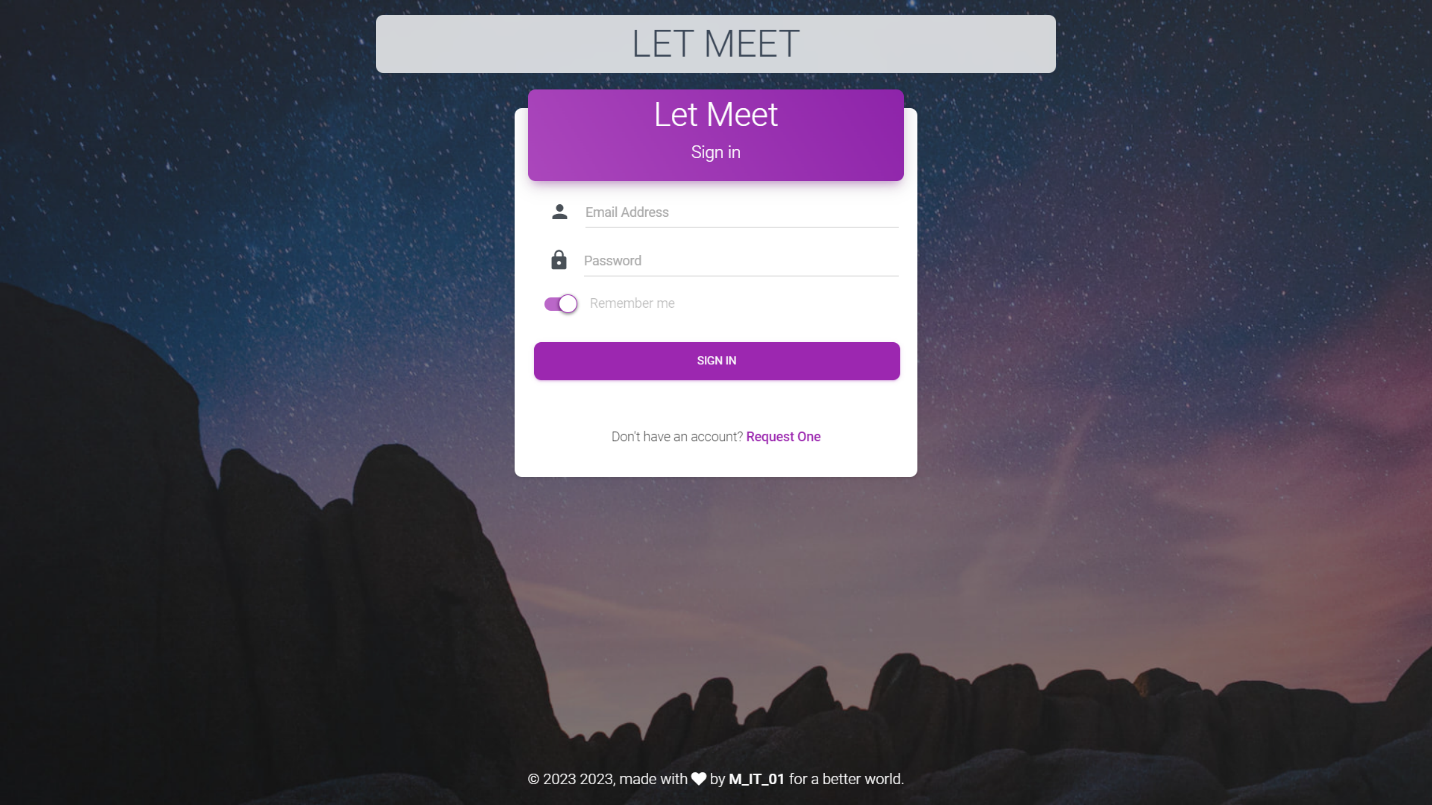 LET MEET
Let Meet
Sign in
Email Address
Password
Remember me
SIGN IN
Don't have an account? Request One
© 2023 2023, made with by M_IT_01 for a better world.